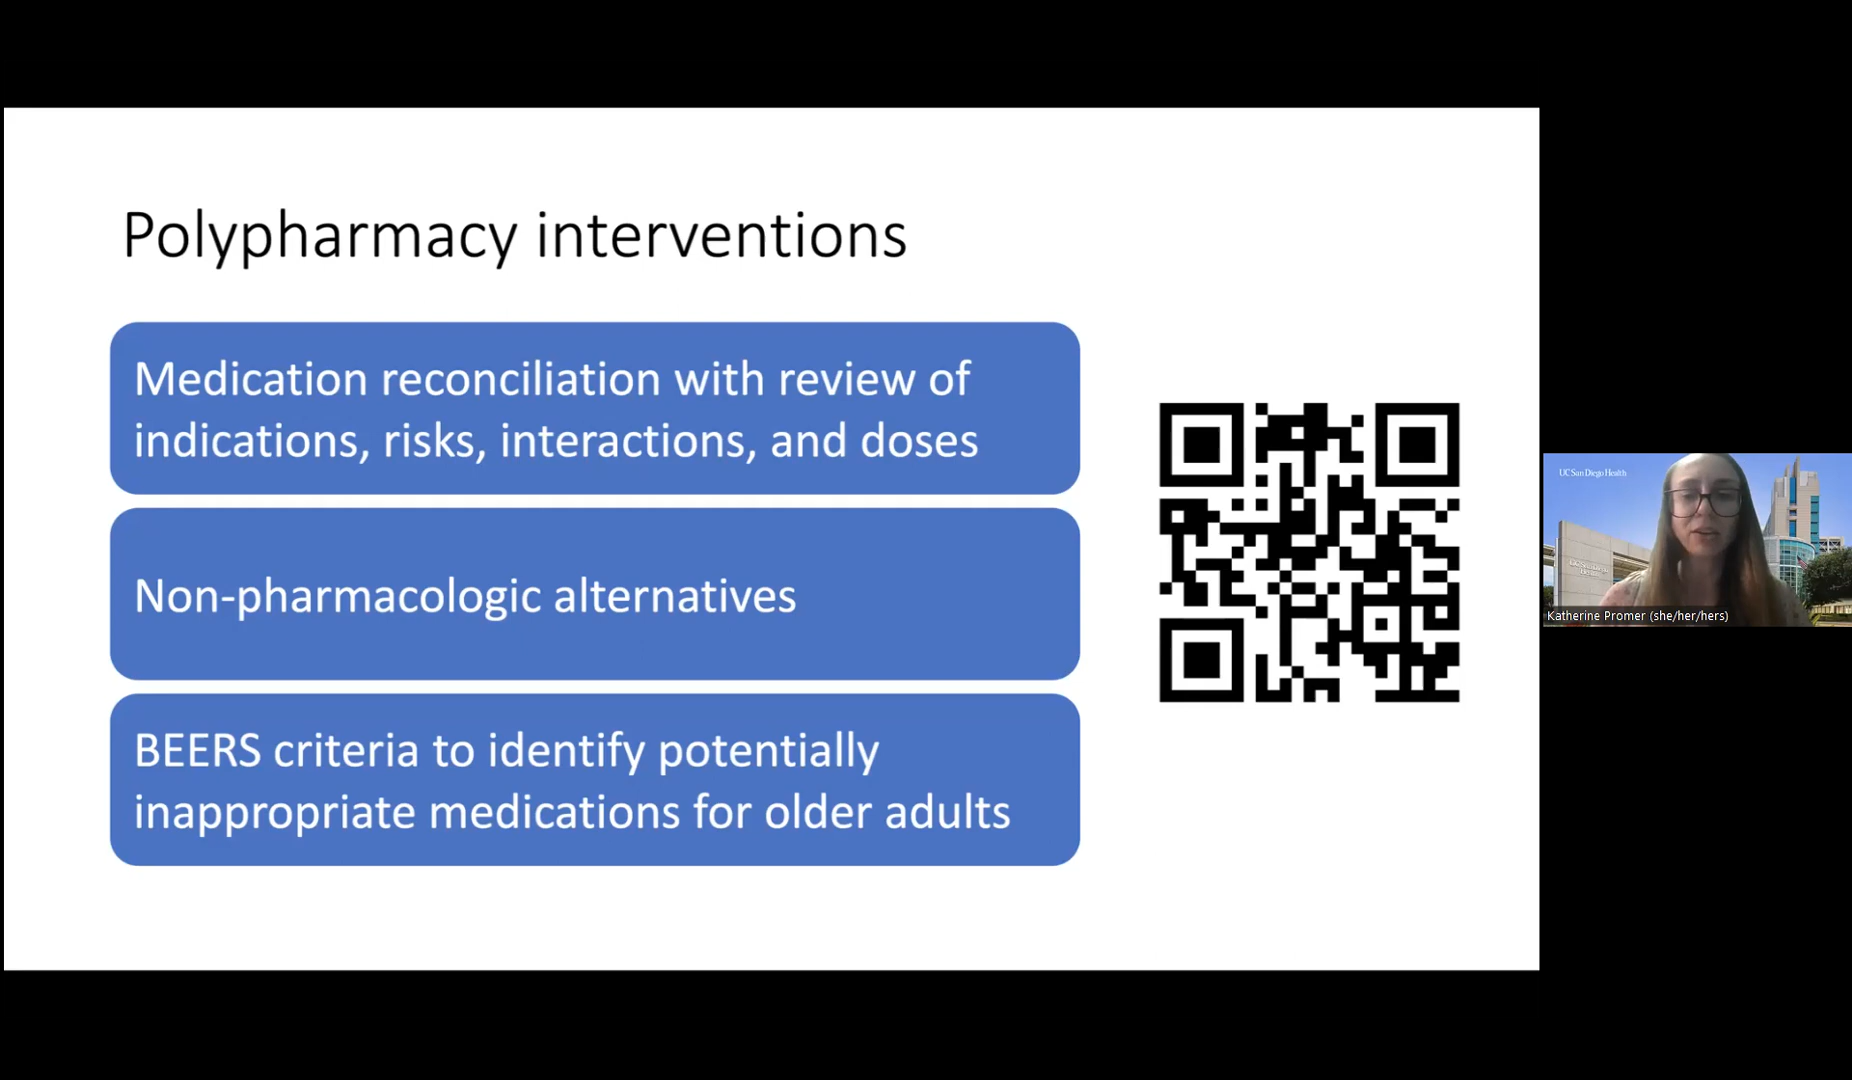 Polypharmacy interventions
Medication reconciliation with review of
indications, risks, interactions, and doses
Non-pharmacologic alternatives
BEERS criteria to identify potentially
inappropriate medications for older adults
UC San Diego Health
Katherine Promer (she/her/hers)